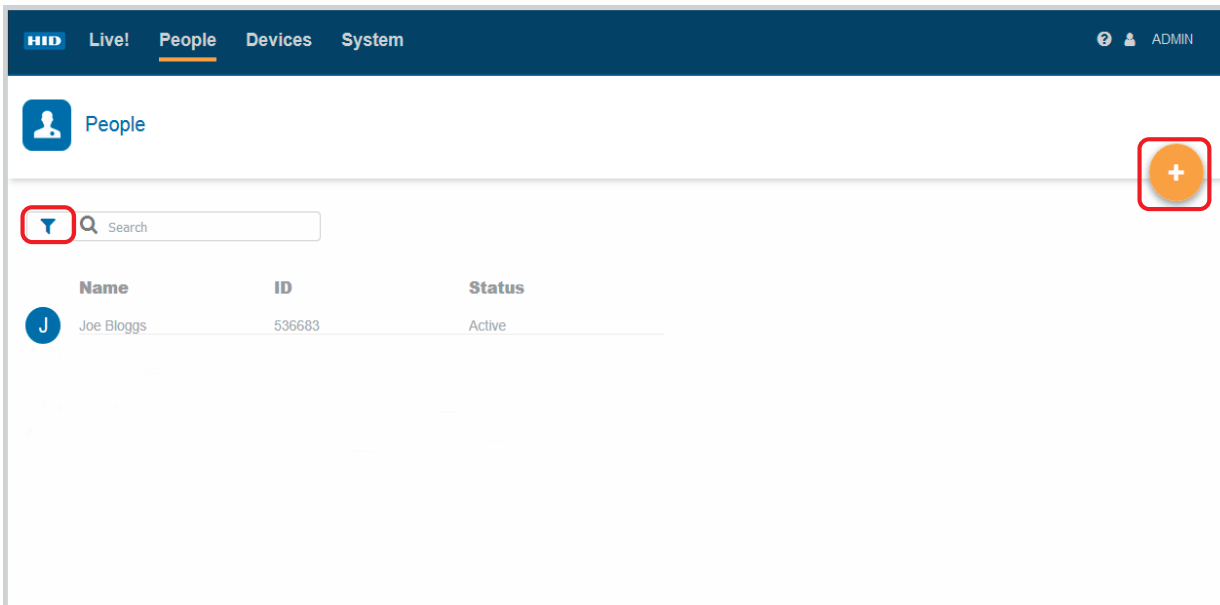 HID Live! People Devices System ? ADMIN
People
+
Search
Name ID Status
J Joe Bloggs 536683 Active